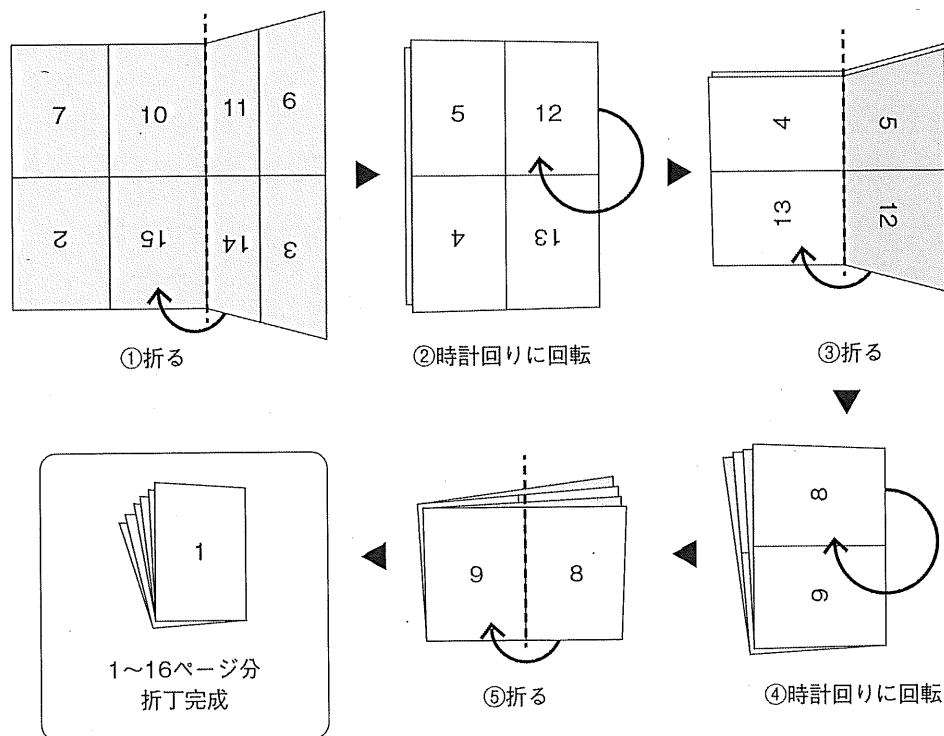 7 10 11 6
2 15 14 3
①折る
5 12
4 13
②時計回りに回転
4 5
13 12
③折る
8
9
④時計回りに回転
9 8
⑤折る
1
1～16ページ分
折丁完成